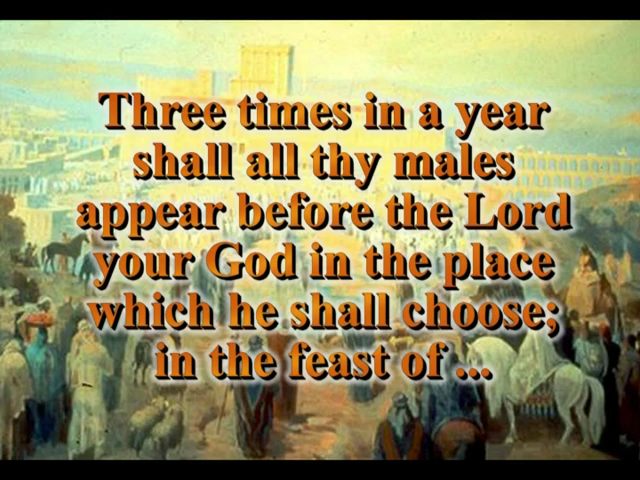 Three times in a year
shall all thy males
appear before the Lord
your God in the place
which he shall choose;
in the feast of ...